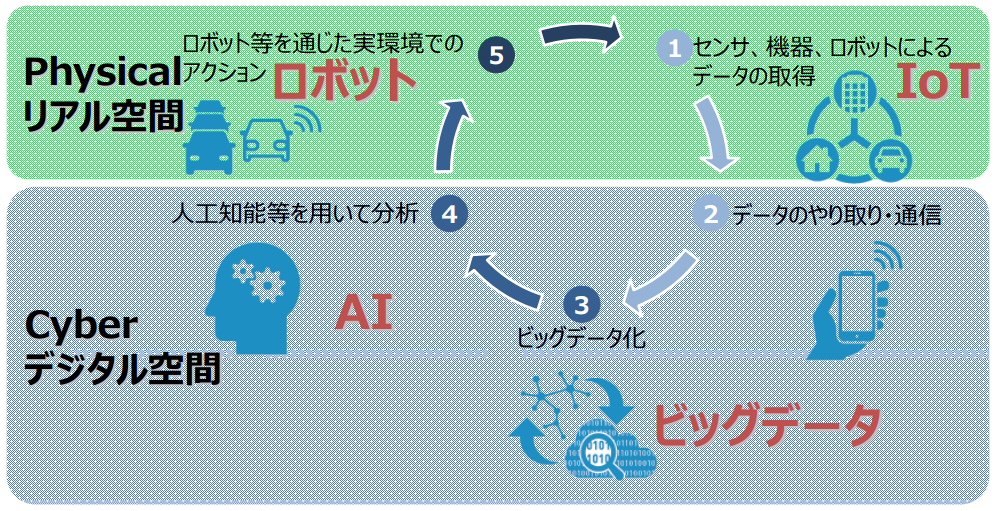 Physical
リアル空間
ロボット等を通じた実環境での
アクション
ロボット
5
1
センサ、機器、ロボットによる
データの取得
IoT
人工知能等を用いて分析
4
2
データのやり取り・通信
Cyber
デジタル空間
AI
3
ビッグデータ化
ビッグデータ